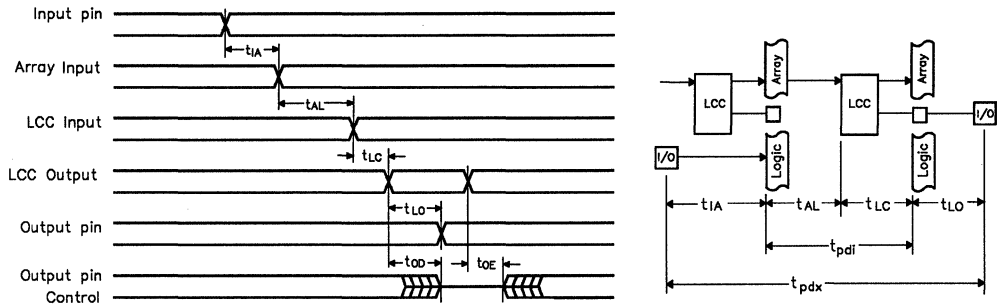 Input pin
tIA
Array Input
tAL
LCC Input
tLC
LCC Output
tLO
Output pin
tOD
tOE
Output pin
Control
Array
Array
LCC
LCC
I/O
I/O
Logic
Logic
tIA
tAL
tLC
tLO
tpdi
tpdx